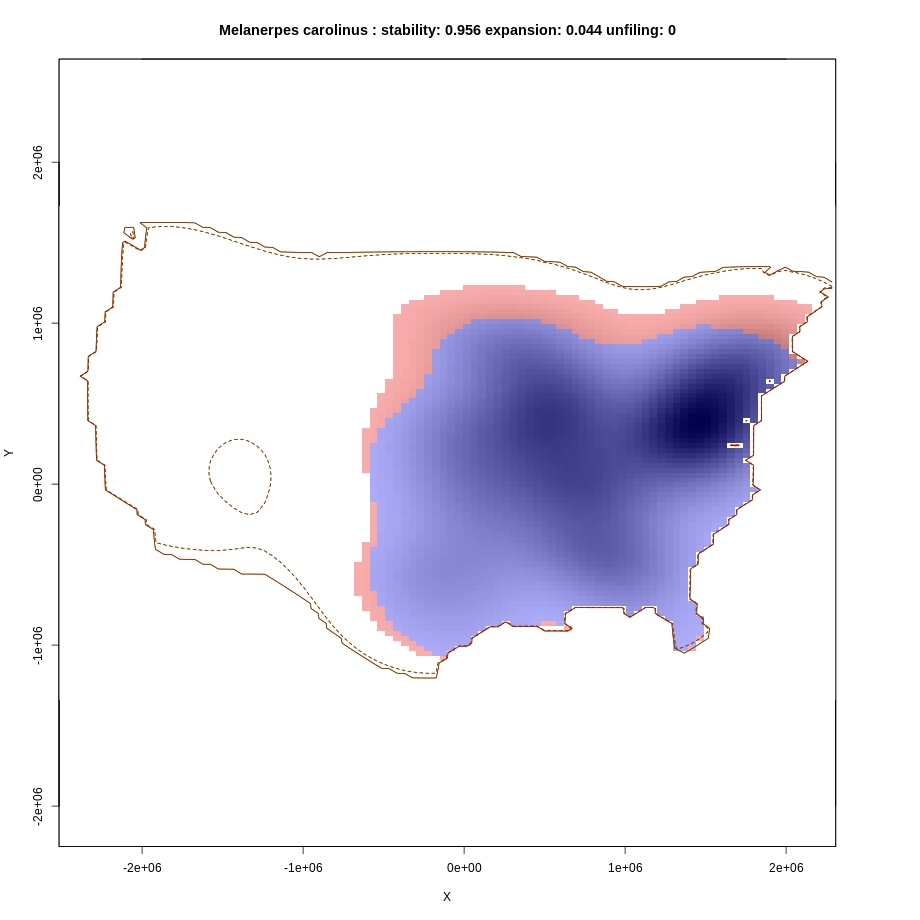 Melanerpes carolinus : stability: 0.956 expansion: 0.044 unfiling: 0
2e+06
1e+06
0e+00
-1e+06
-2e+06
Y
-2e+06 -1e+06 0e+00 1e+06 2e+06
X